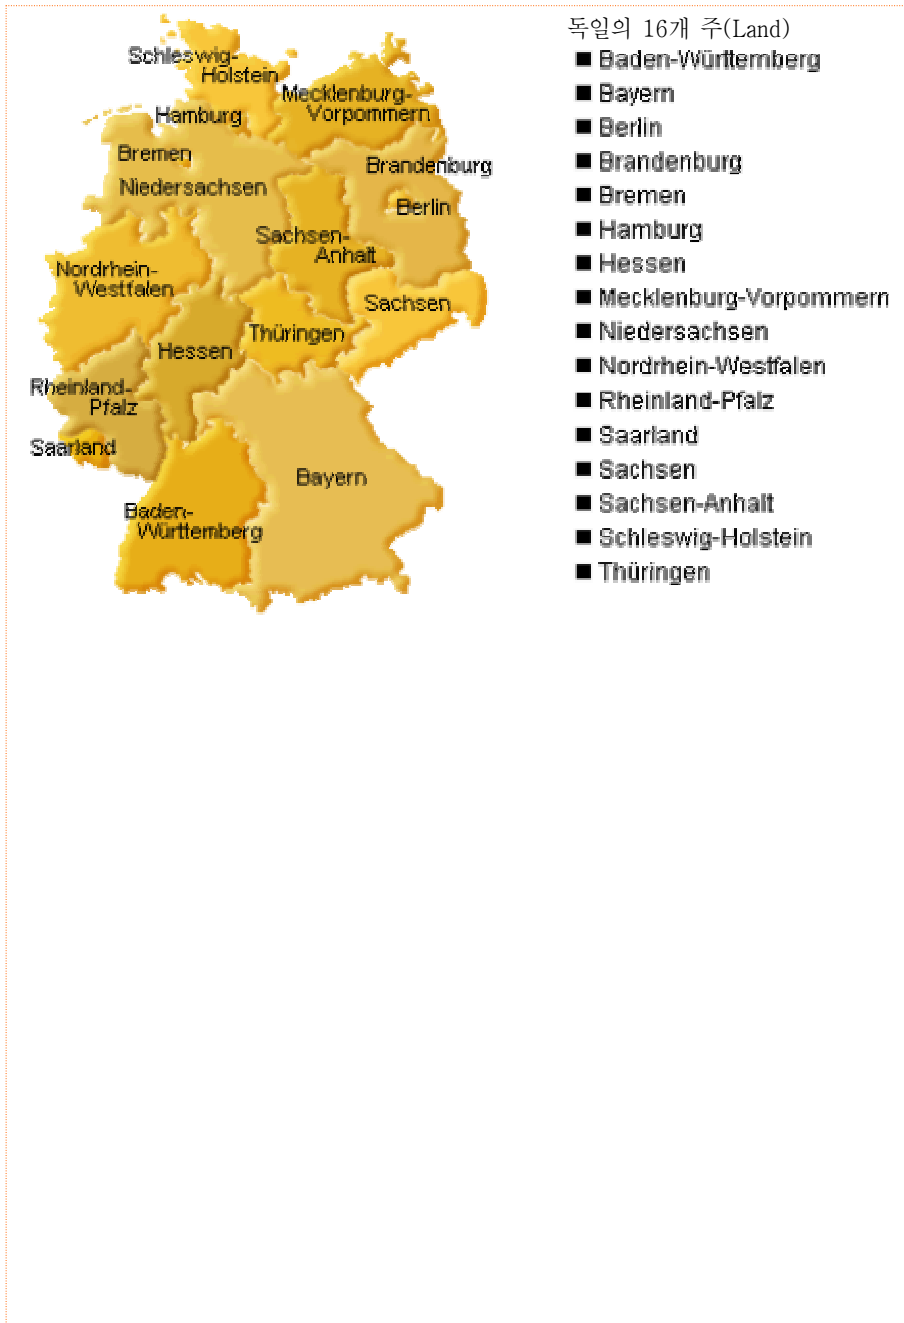 Schleswig-
Holstein
Mecklenburg-
Vorpommern
Hamburg
Bremen
Brandenburg
Niedersachsen
Berlin
Sachsen-
Anhalt
Nordrhein-
Westfalen
Sachsen
Thüringen
Hessen
Rheinland-
Pfalz
Saarland
Bayern
Baden-
Württemberg
독일의 16개 주(Land)
■ Baden-Württemberg
■ Bayern
■ Berlin
■ Brandenburg
■ Bremen
■ Hamburg
■ Hessen
■ Mecklenburg-Vorpommern
■ Niedersachsen
■ Nordrhein-Westfalen
■ Rheinland-Pfalz
■ Saarland
■ Sachsen
■ Sachsen-Anhalt
■ Schleswig-Holstein
■ Thüringen